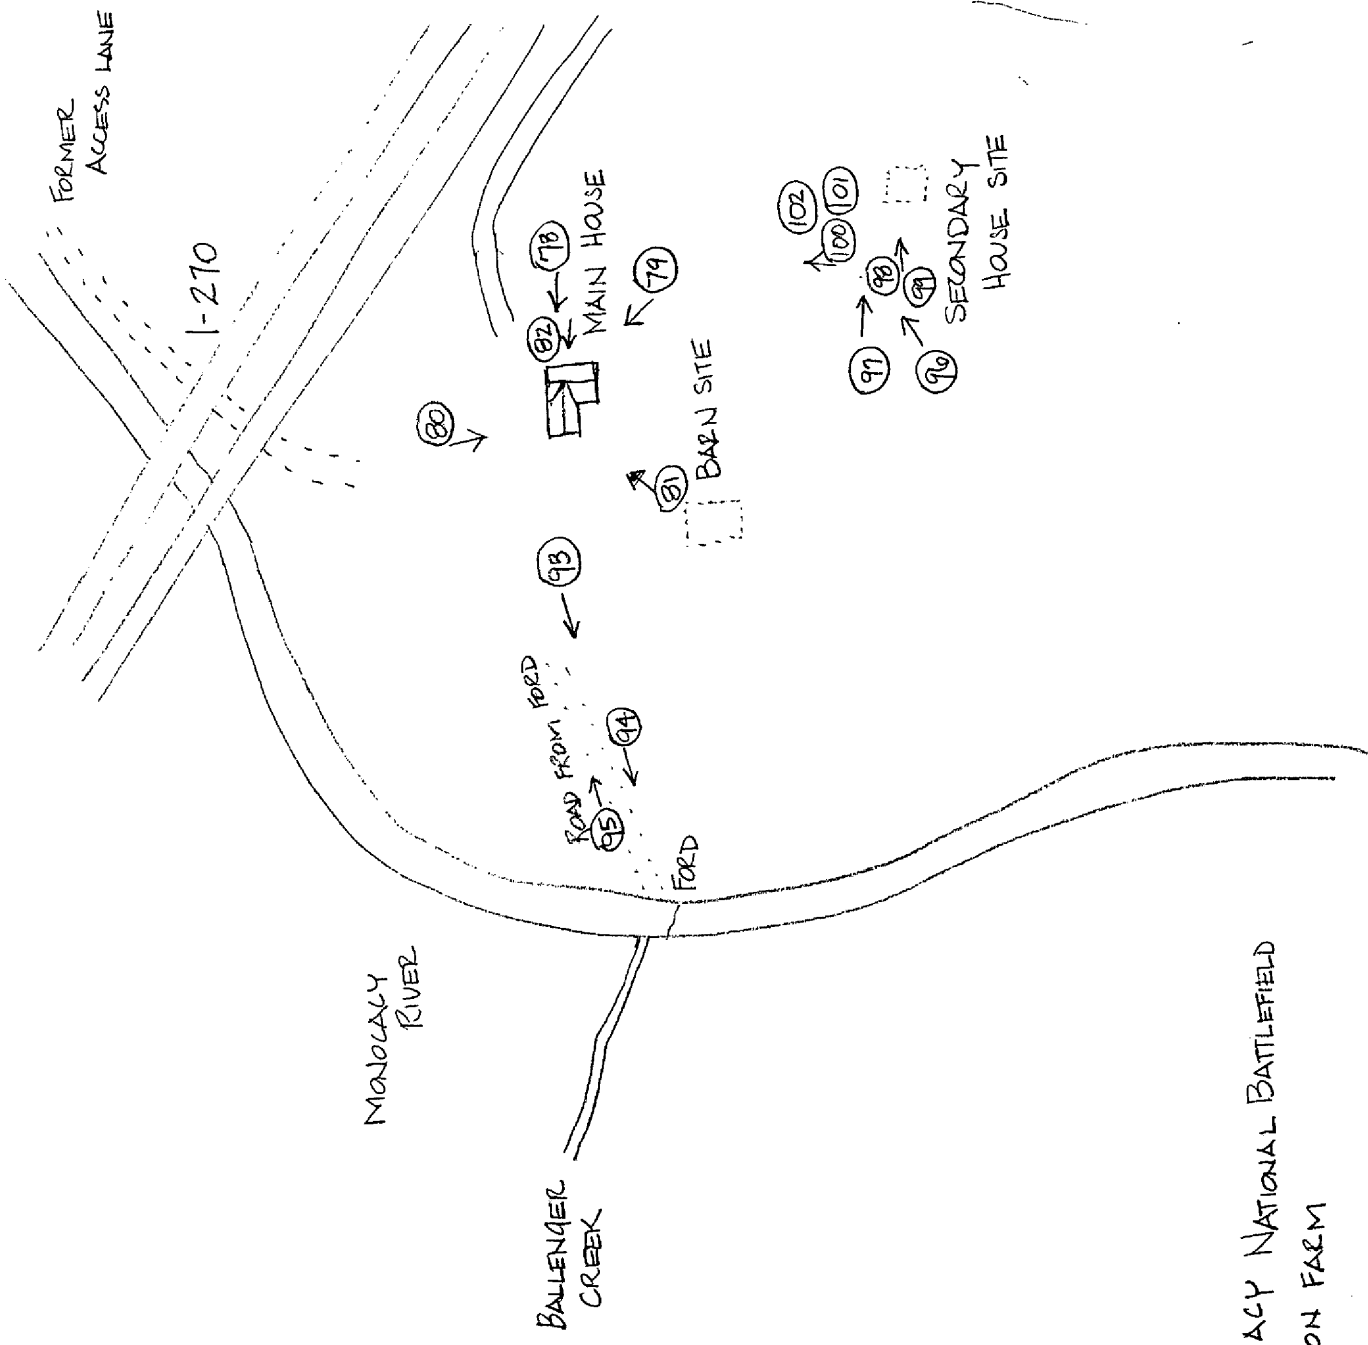 FORMER
ACCESS LANE
I-270
MONOCACY
RIVER
BALLENGER
CREEK
FORD
ROAD FROM FORD
95
94
93
80
82
78
MAIN HOUSE
79
81
BARN SITE
102
101
100
97
98
99
96
SECONDARY
HOUSE SITE
ACY NATIONAL BATTLEFIELD
ON FARM